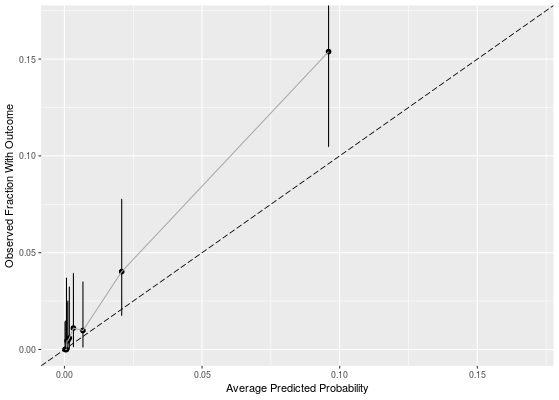 0.15
0.10
0.05
0.00
Observed Fraction With Outcome
0.00 0.05 0.10 0.15
Average Predicted Probability